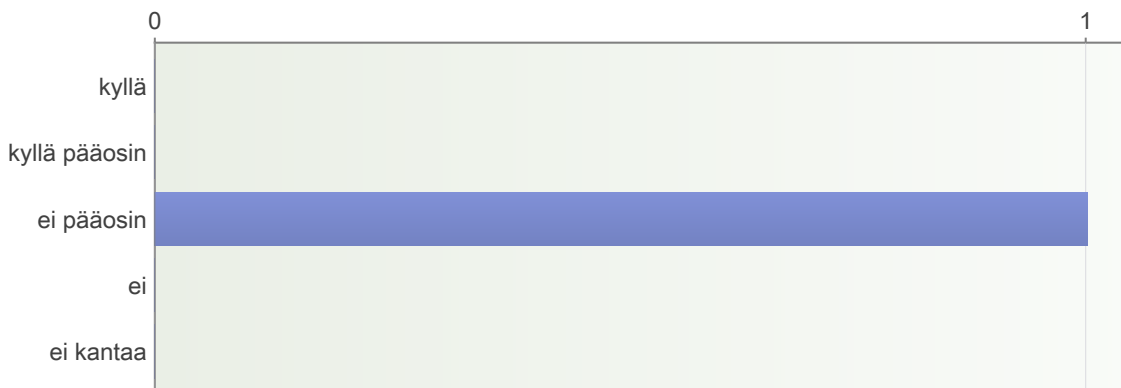 0 1
kyllä
kyllä pääosin
ei pääosin
ei
ei kantaa